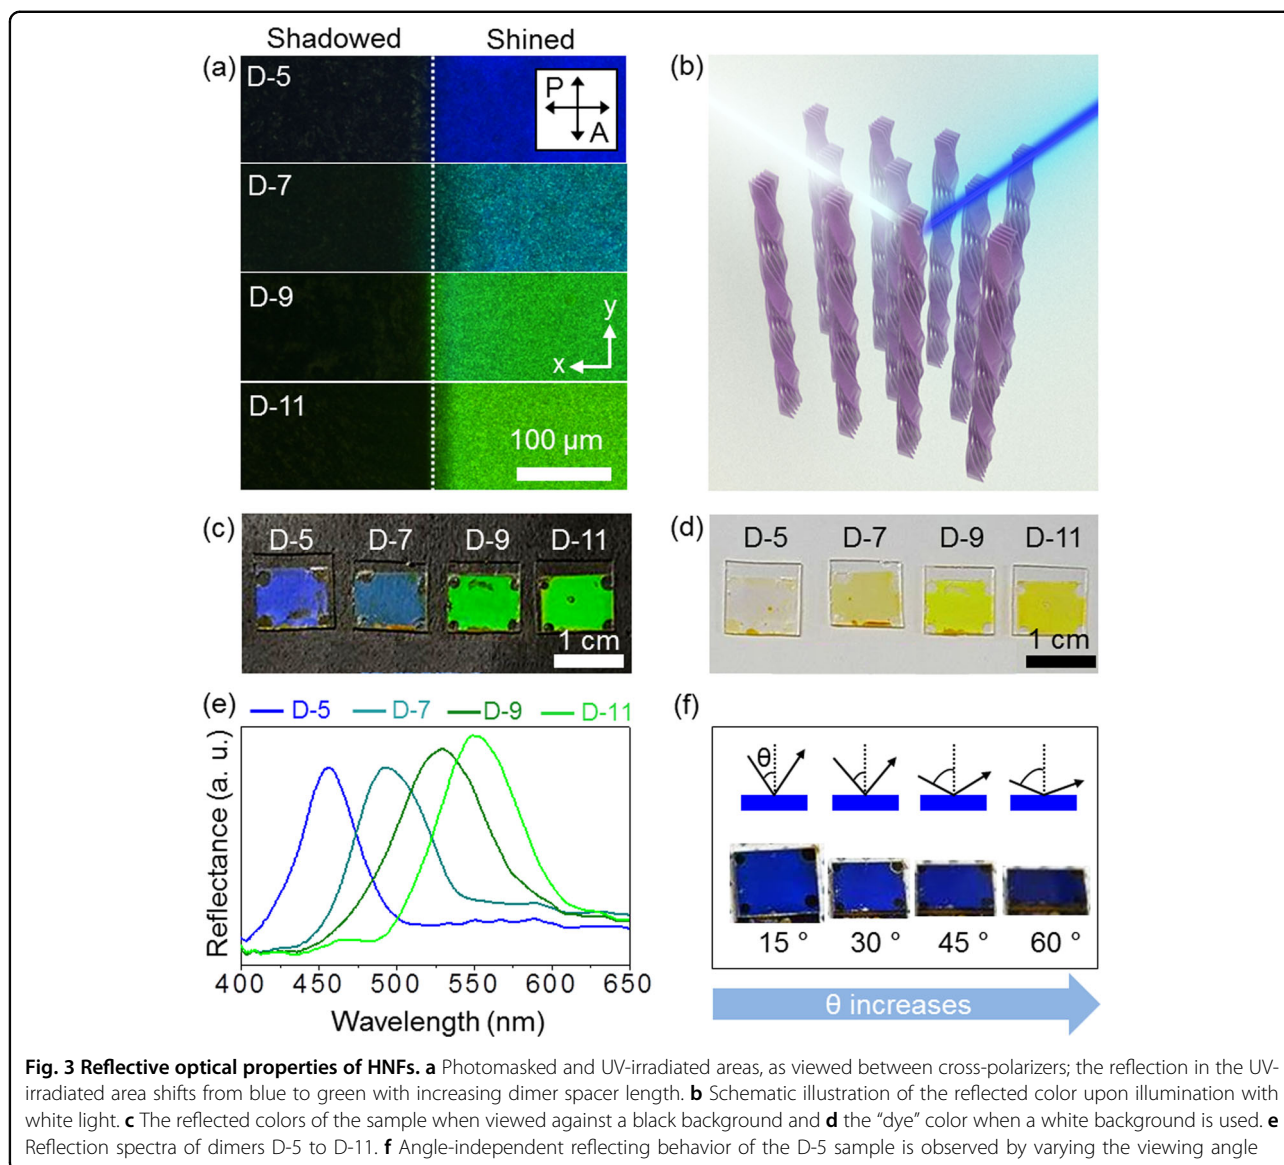 Shadowed Shined
(a)
D-5
P
A
D-7
D-9
y
x
D-11
100 µm
(b)
(c)
D-5 D-7 D-9 D-11
1 cm
(d)
D-5 D-7 D-9 D-11
1 cm
(e)
D-5 D-7 D-9 D-11
Reflectance (a. u.)
400 450 500 550 600 650
Wavelength (nm)
(f)
θ
15 ° 30 ° 45 ° 60 °
θ increases
Fig. 3 Reflective optical properties of HNFs. a Photomasked and UV-irradiated areas, as viewed between cross-polarizers; the reflection in the UV-
irradiated area shifts from blue to green with increasing dimer spacer length. b Schematic illustration of the reflected color upon illumination with
white light. c The reflected colors of the sample when viewed against a black background and d the “dye” color when a white background is used. e
Reflection spectra of dimers D-5 to D-11. f Angle-independent reflecting behavior of the D-5 sample is observed by varying the viewing angle